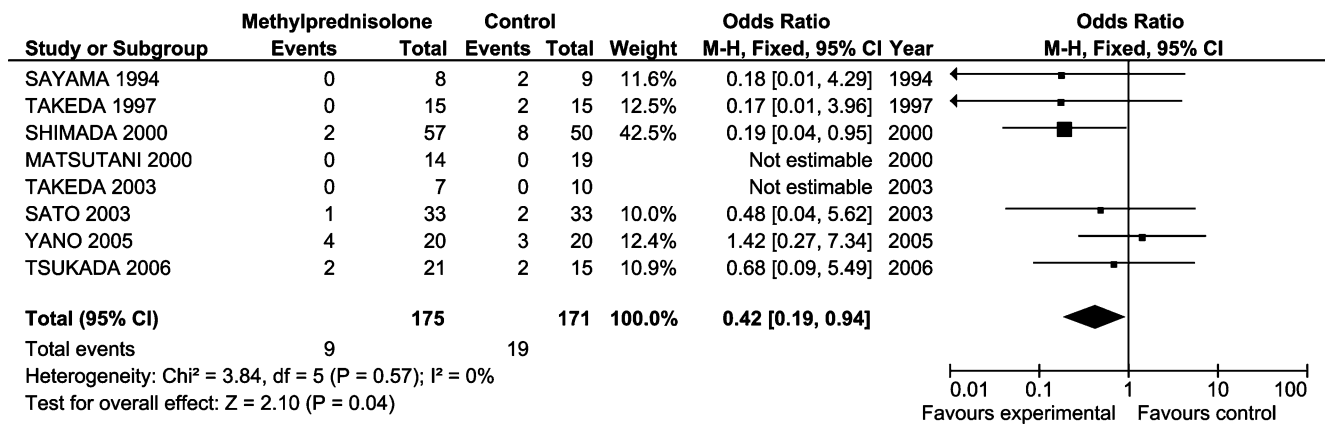 Methylprednisolone Control Odds Ratio Odds Ratio
Study or Subgroup Events Total Events Total Weight M-H, Fixed, 95% CI Year M-H, Fixed, 95% CI
SAYAMA 1994 0 8 2 9 11.6% 0.18 [0.01, 4.29] 1994
TAKEDA 1997 0 15 2 15 12.5% 0.17 [0.01, 3.96] 1997
SHIMADA 2000 2 57 8 50 42.5% 0.19 [0.04, 0.95] 2000
MATSUTANI 2000 0 14 0 19 Not estimable 2000
TAKEDA 2003 0 7 0 10 Not estimable 2003
SATO 2003 1 33 2 33 10.0% 0.48 [0.04, 5.62] 2003
YANO 2005 4 20 3 20 12.4% 1.42 [0.27, 7.34] 2005
TSUKADA 2006 2 21 2 15 10.9% 0.68 [0.09, 5.49] 2006
Total (95% CI) 175 171 100.0% 0.42 [0.19, 0.94]
Total events 9 19
Heterogeneity: Chi² = 3.84, df = 5 (P = 0.57); I² = 0%
Test for overall effect: Z = 2.10 (P = 0.04)
0.01 0.1 1 10 100
Favours experimental Favours control